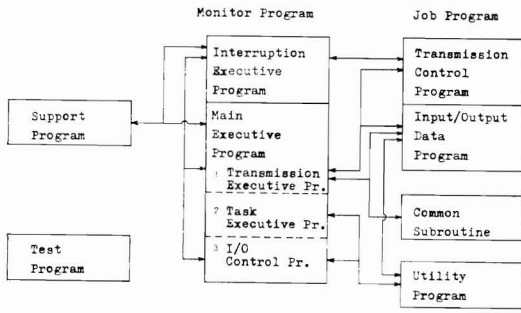 Monitor Program
Job Program
Interruption
Executive
Program
Transmission
Control
Program
Support
Program
Main
Executive
Program
1 Transmission
Executive Pr.
Input/Output
Data
Program
2 Task
Executive Pr.
Common
Subroutine
Test
Program
3 I/O
Control Pr.
Utility
Program